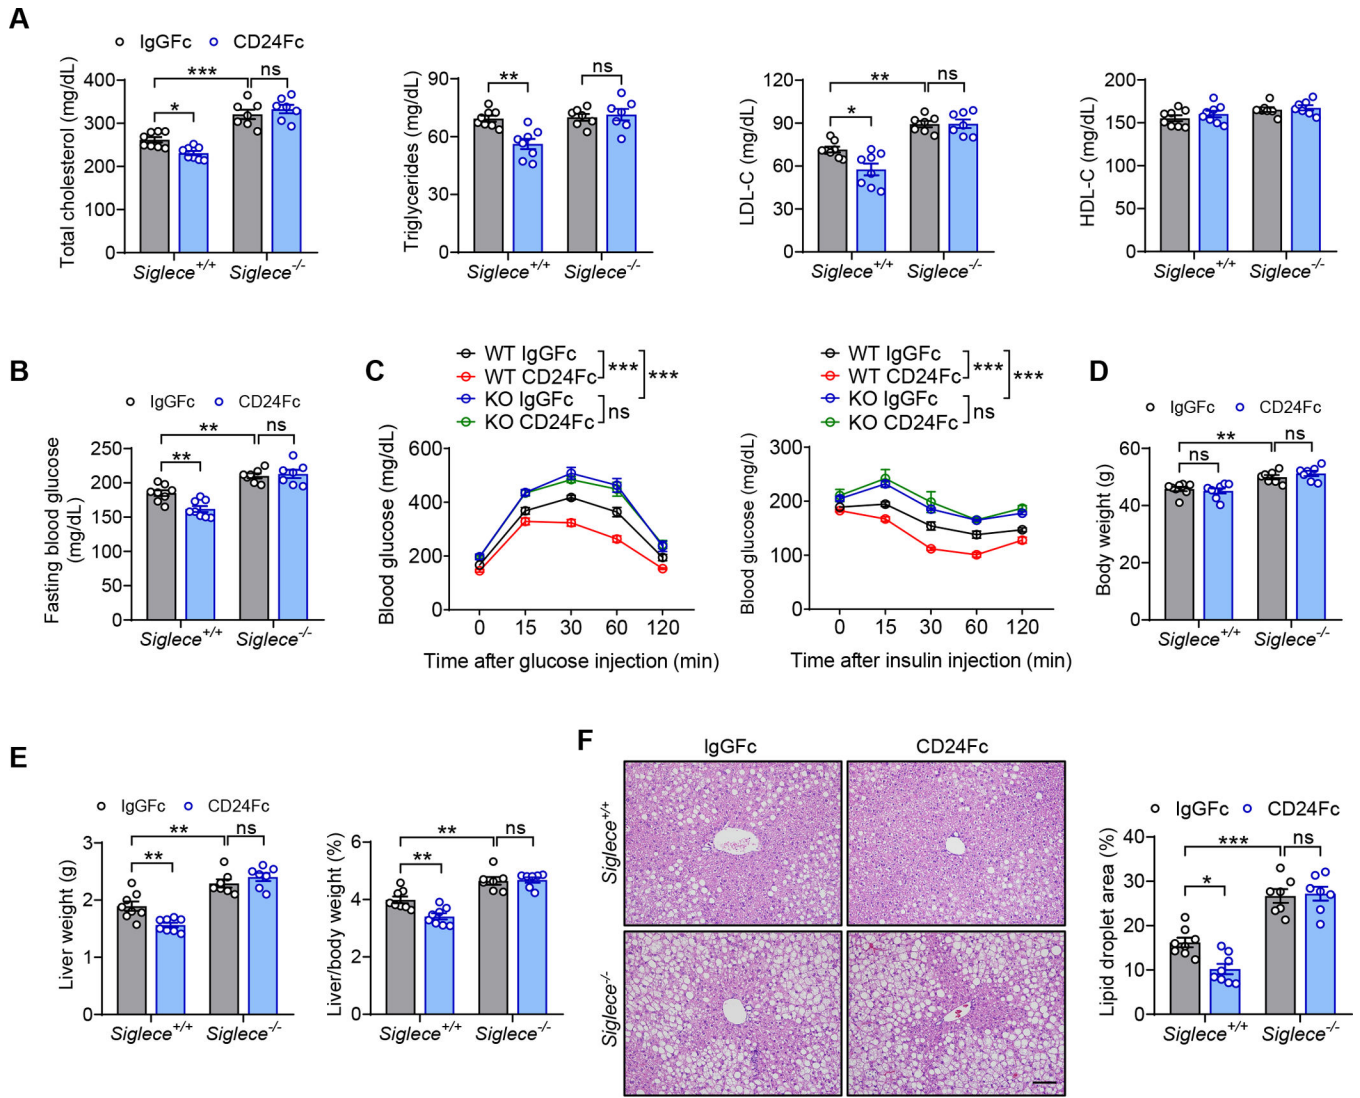 A
IgGFc CD24Fc
Total cholesterol (mg/dL)
400
300
200
100
0
*** ns
*
Siglece+/+ Siglece-/-
Triglycerides (mg/dL)
90
60
30
0
** ns
Siglece+/+ Siglece-/-
LDL-C (mg/dL)
120
90
60
30
0
** ns
*
Siglece+/+ Siglece-/-
HDL-C (mg/dL)
200
150
100
50
0
Siglece+/+ Siglece-/-
B
IgGFc CD24Fc
Fasting blood glucose
(mg/dL)
250
200
150
100
50
0
** ns
**
Siglece+/+ Siglece-/-
C
WT IgGFc
WT CD24Fc
KO IgGFc
KO CD24Fc
***
***
ns
Blood glucose (mg/dL)
600
400
200
0
0 15 30 60 120
Time after glucose injection (min)
WT IgGFc
WT CD24Fc
KO IgGFc
KO CD24Fc
***
***
ns
Blood glucose (mg/dL)
300
200
100
0
0 15 30 60 120
Time after insulin injection (min)
D
IgGFc CD24Fc
Body weight (g)
60
40
20
0
** ns
ns
Siglece+/+ Siglece-/-
E
IgGFc CD24Fc
Liver weight (g)
3
2
1
0
** ns
**
Siglece+/+ Siglece-/-
Livr/body weight (%)
6
4
2
0
** ns
**
Siglece+/+ Siglece-/-
F
IgGFc CD24Fc
Siglece+/+
Siglece-/-
IgGFc CD24Fc
Lipid droplet area (%)
40
30
20
10
0
*** ns
*
Siglece+/+ Siglece-/-